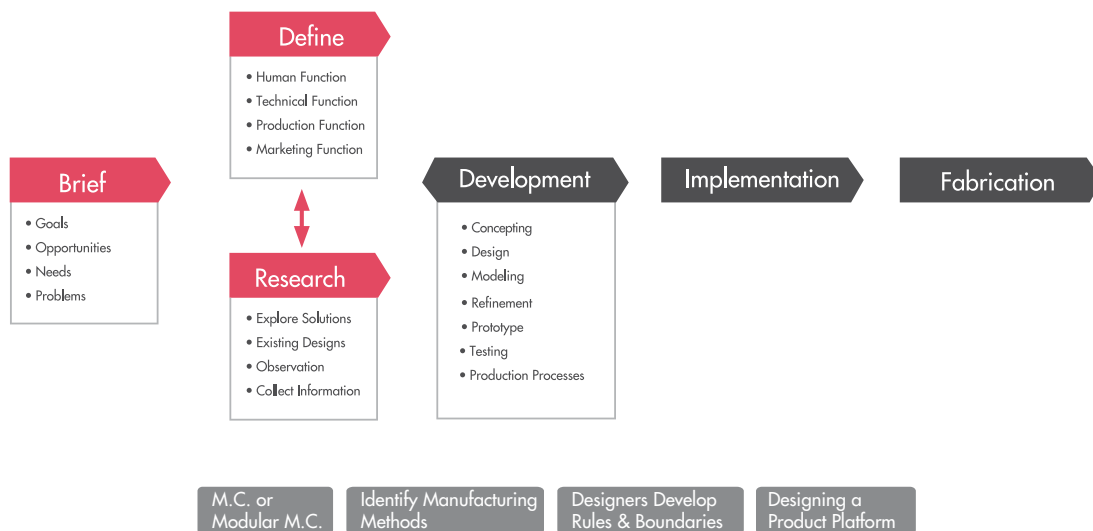 Define
• Human Function
• Technical Function
• Production Function
• Marketing Function
Brief
• Goals
• Opportunities
• Needs
• Problems
Research
• Explore Solutions
• Existing Designs
• Observation
• Collect Information
Development
• Concepting
• Design
• Modeling
• Refinement
• Prototype
• Testing
• Production Processes
Implementation
Fabrication
M.C. or
Modular M.C.
Identify Manufacturing
Methods
Designers Develop
Rules & Boundaries
Designing a
Product Platform